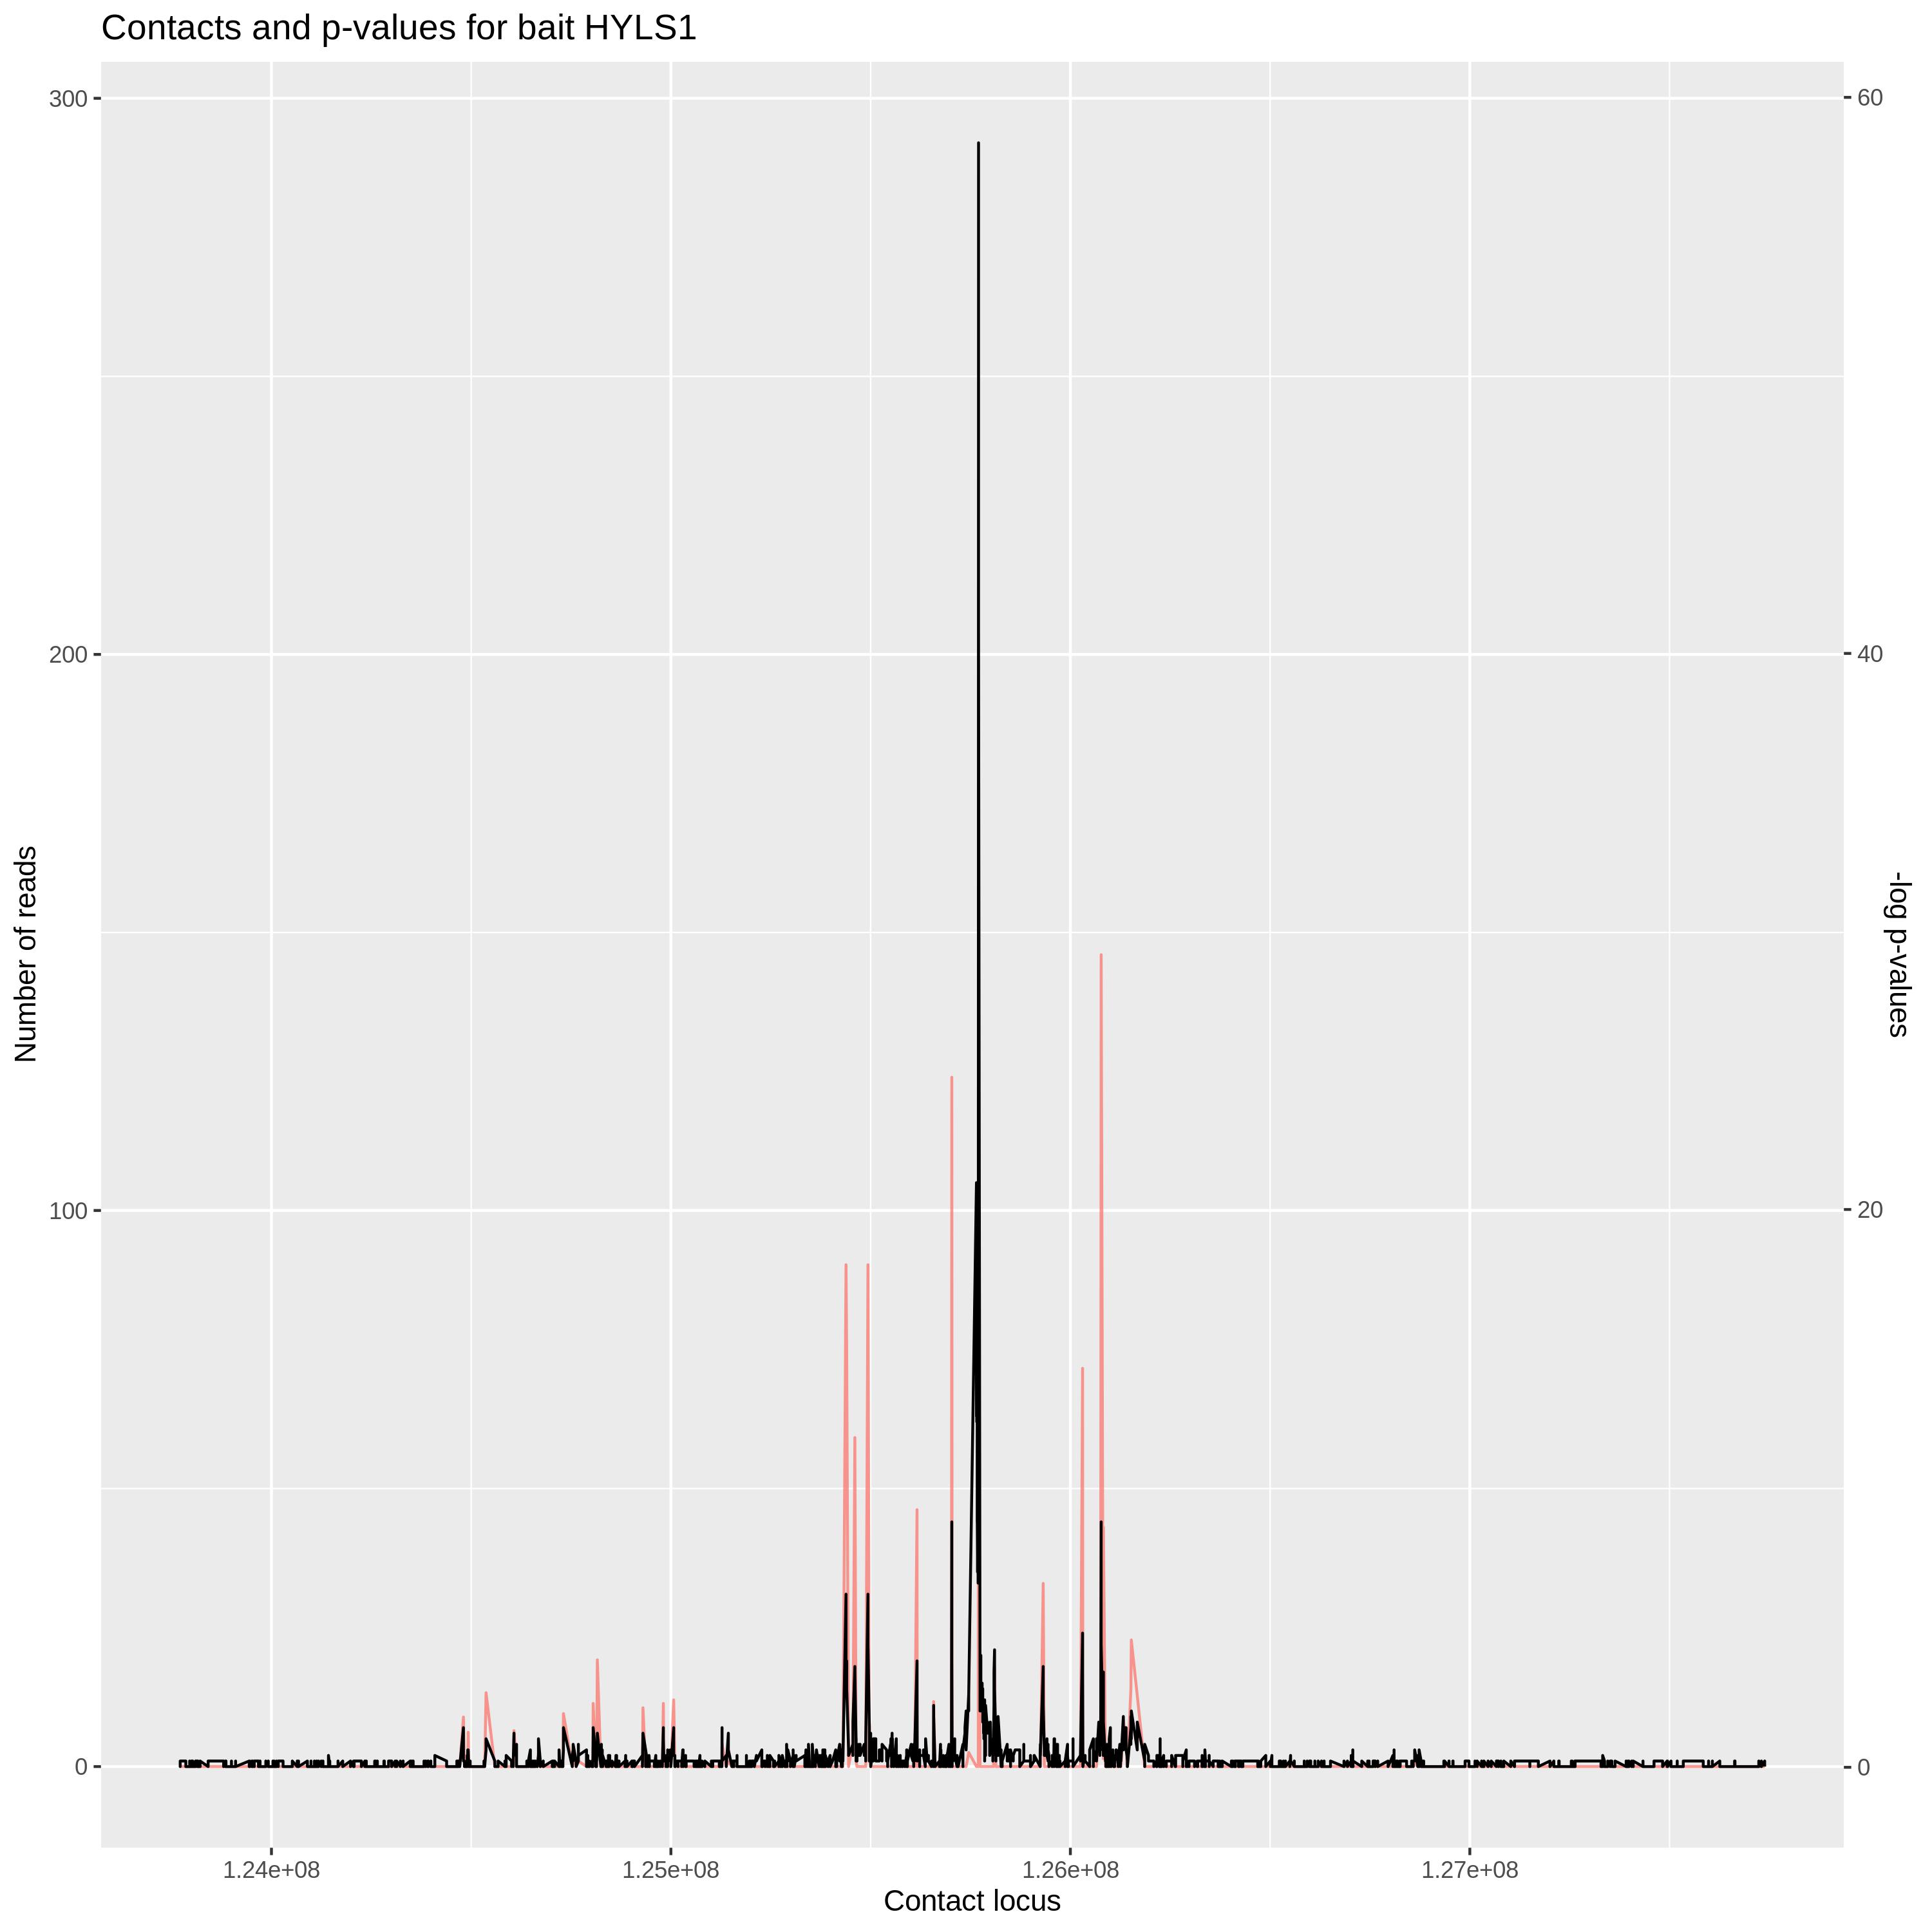 Contacts and p-values for bait HYLS1
300
200
100
0
Number of reads
60
40
20
0
-log p-values
1.24e+08
1.25e+08
1.26e+08
1.27e+08
Contact locus